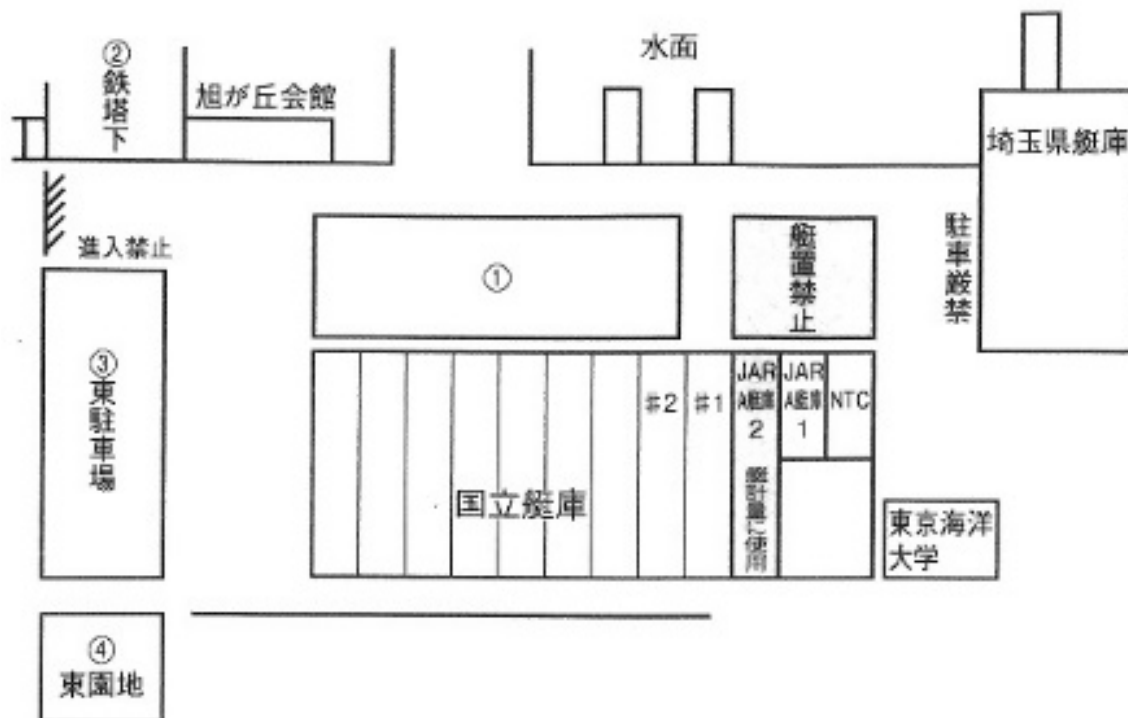 ②鉄塔下
旭が丘会館
水面
埼玉県艇庫
進入禁止
①
艇置禁止
駐車厳禁
③東駐車場
#2
#1
JAR
A艇庫
2
艇計量に使用
JAR
A艇庫
1
NTC
国立艇庫
東京海洋
大学
④
東園地